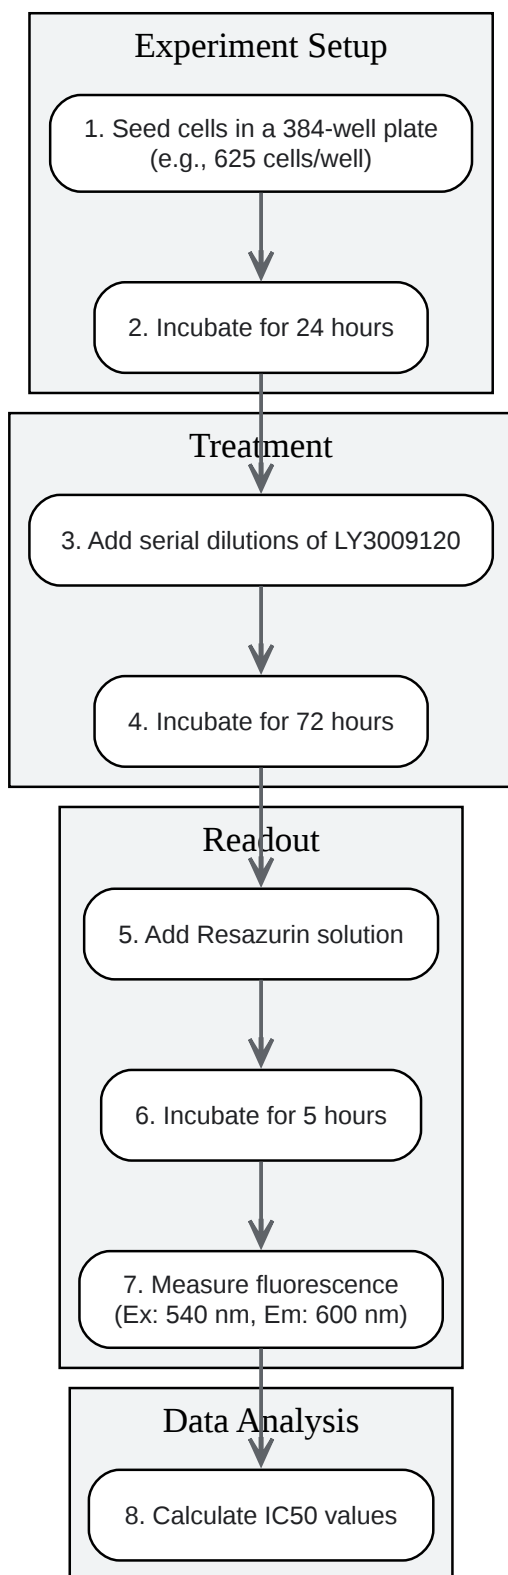 Experiment Setup
1. Seed cells in a 384-well plate
(e.g., 625 cells/well)
2. Incubate for 24 hours
Treatment
3. Add serial dilutions of LY3009120
4. Incubate for 72 hours
Readout
5. Add Resazurin solution
6. Incubate for 5 hours
7. Measure fluorescence
(Ex: 540 nm, Em: 600 nm)
Data Analysis
8. Calculate IC50 values